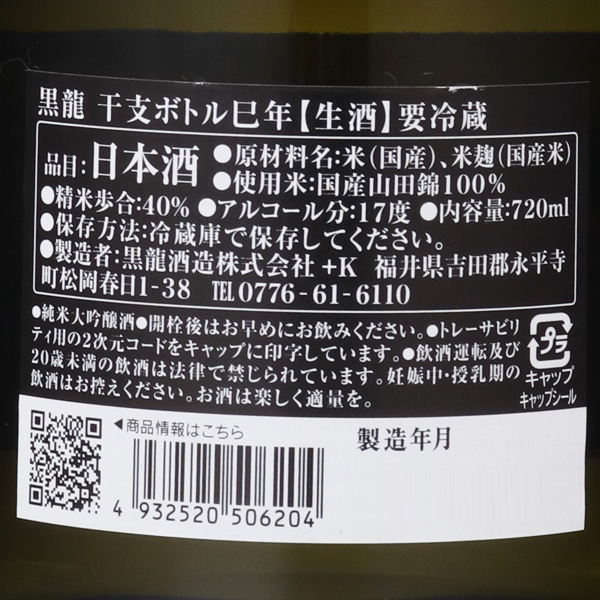 黒龍 干支ボトル巳年【生酒】要冷蔵
品目:日本酒 ●原材料名:米(国産)、米麹(国産米)
●使用米:国産山田錦100%
●精米歩合:40% ●アルコール分:17度 ●内容量:720ml
●保存方法:冷蔵庫で保存してください。
●製造者:黒龍酒造株式会社+K 福井県吉田郡永平寺
町松岡春日1-38 TEL 0776-61-6110
●純米大吟醸酒●開栓後はお早めにお飲みください。●トレーサビリ
ティ用の2次元コードをキャップに印字しています。●飲酒運転及び
20歳未満の飲酒は法律で禁じられています。妊娠中・授乳期の
飲酒はお控えください。お酒は楽しく適量を。
プラ
キャップ
キャップシール
商品情報はこちら
製造年月
4 932520 506204